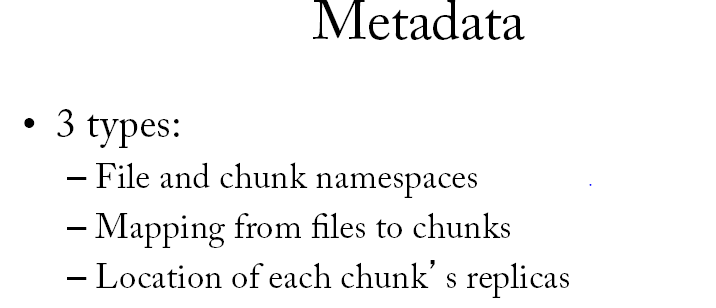 Metadata
• 3 types:
– File and chunk namespaces
– Mapping from files to chunks
– Location of each chunk’ s replicas